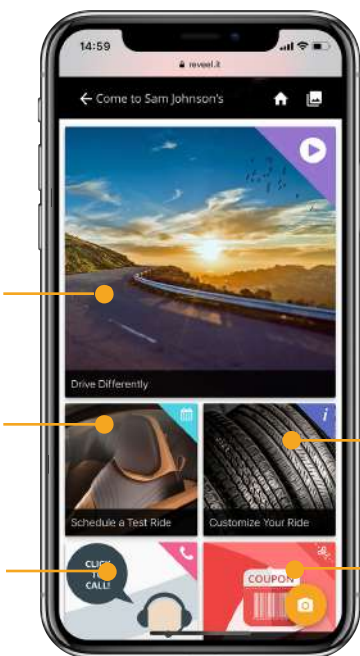 14:59
reveel.it
Come to Sam Johnson's
Drive Differently
Schedule a Test Ride
Customize Your Ride
CLICK
TO
CALL!
COUPON